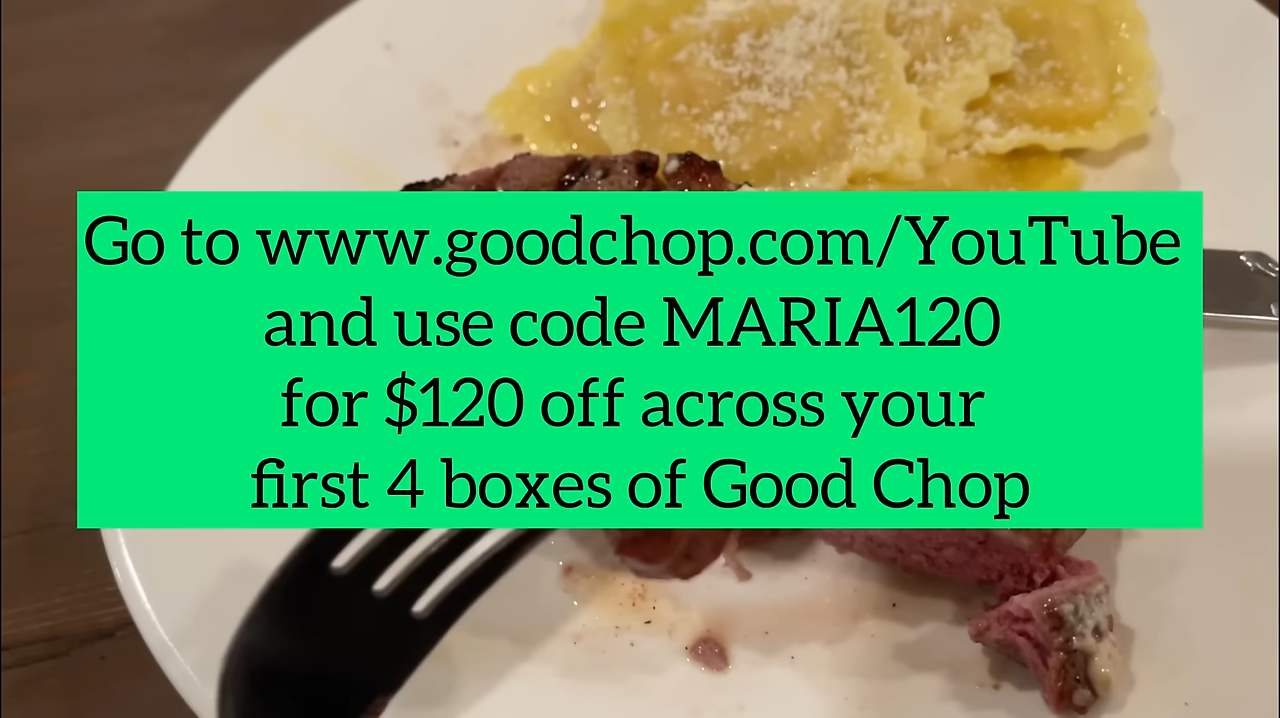 Go to www.goodchop.com/YouTube
and use code MARIA120
for $120 off across your
first 4 boxes of Good Chop